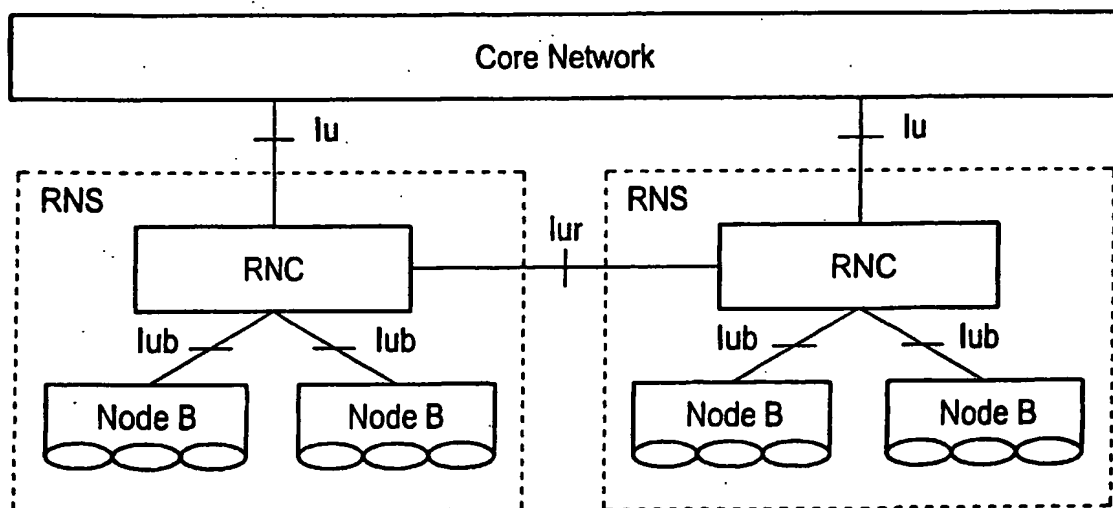 Core Network
Iu
Iu
RNS
RNS
Iur
RNC
RNC
Iub
Iub
Iub
Iub
Node B
Node B
Node B
Node B